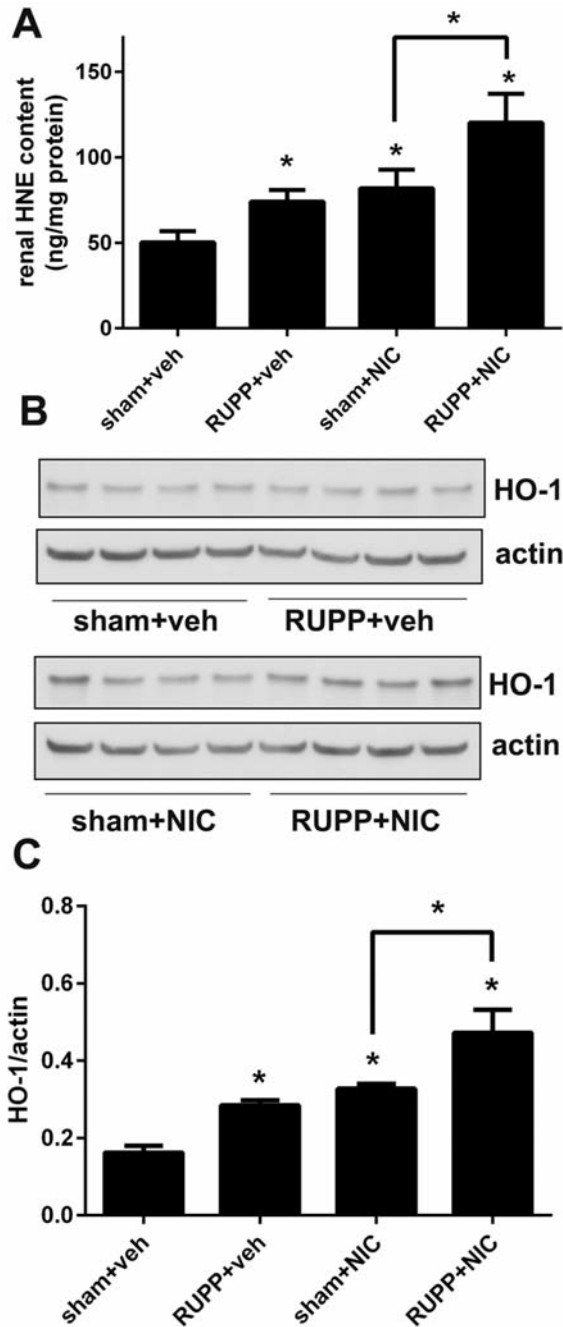 A
*
150
*
*
*
100
50
0
renal HNE content
(ng/mg protein)
sham+veh
RUPP+veh
sham+NIC
RUPP+NIC
B
HO-1
actin
sham+veh
RUPP+veh
HO-1
actin
sham+NIC
RUPP+NIC
C
0.8
*
*
0.6
*
*
0.4
0.2
0.0
HO-1/actin
sham+veh
RUPP+veh
sham+NIC
RUPP+NIC